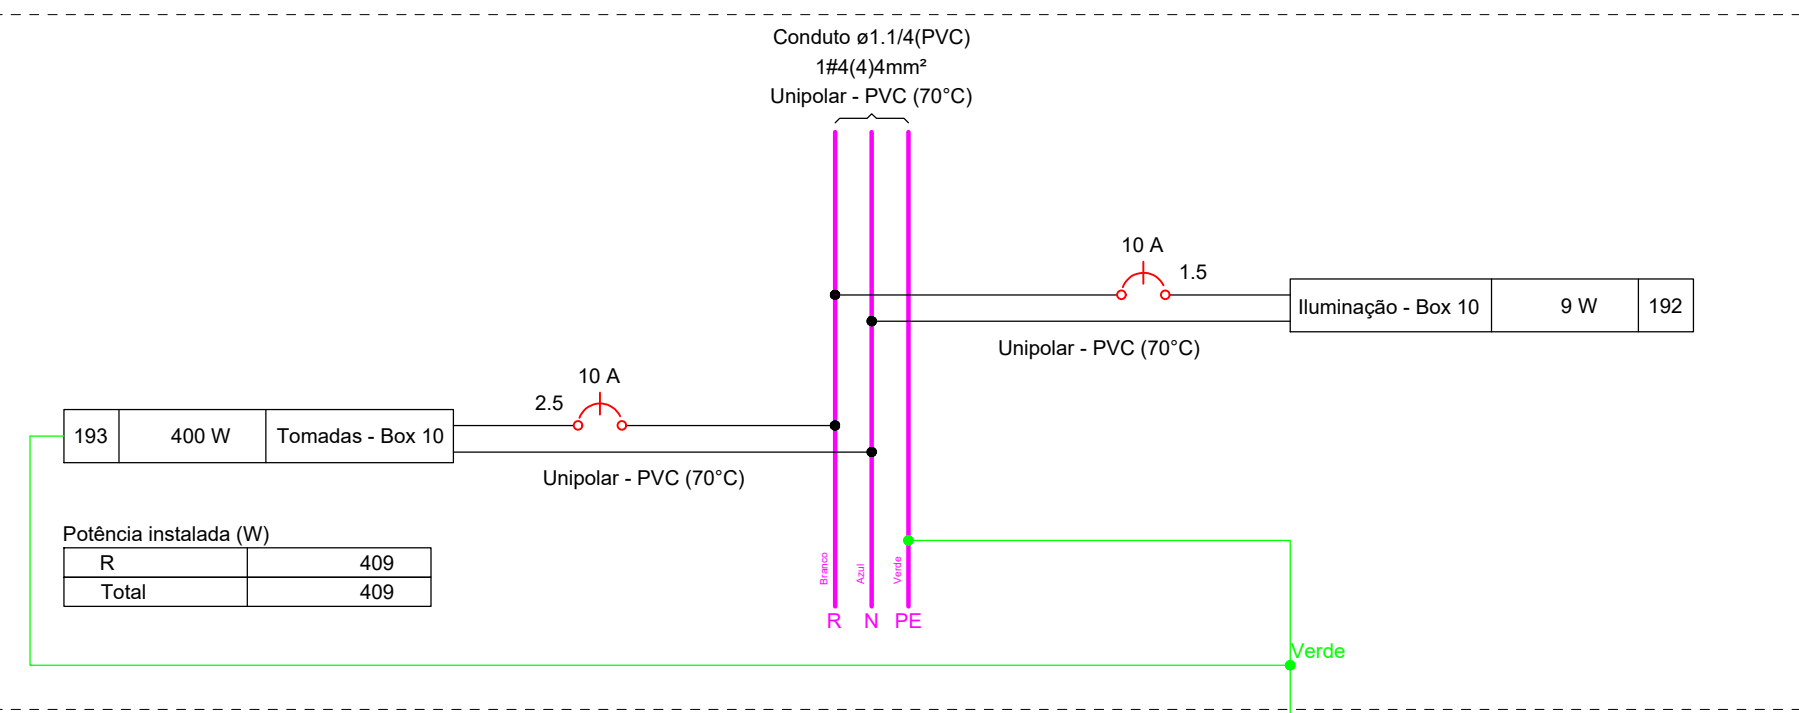 Conduto ø1.1/4(PVC)
1#4(4)4mm²
Unipolar - PVC (70°C)
10 A
1.5
Iluminação - Box 10 9 W 192
Unipolar - PVC (70°C)
10 A
2.5
193 400 W Tomadas - Box 10
Unipolar - PVC (70°C)
Potência instalada (W)
R 409
Total 409
Branco
Azul
Verde
R N PE
Verde